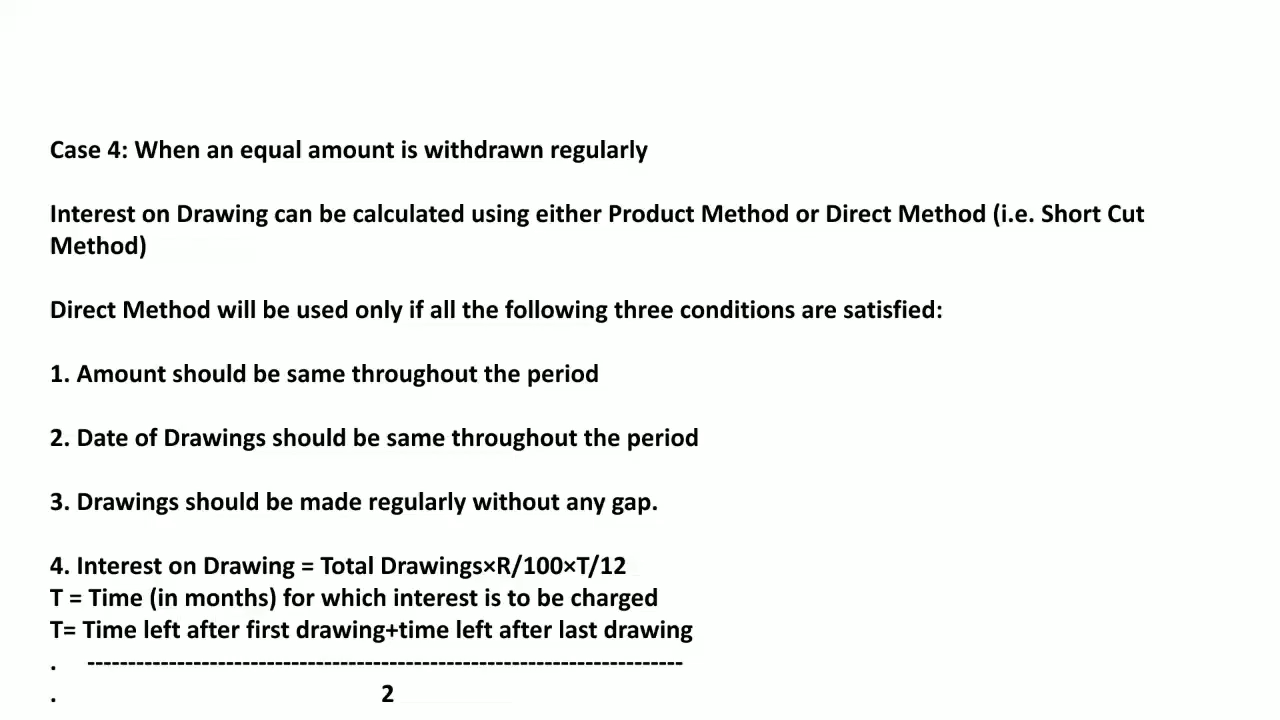 Case 4: When an equal amount is withdrawn regularly
Interest on Drawing can be calculated using either Product Method or Direct Method (i.e. Short Cut
Method)
Direct Method will be used only if all the following three conditions are satisfied:
1. Amount should be same throughout the period
2. Date of Drawings should be same throughout the period
3. Drawings should be made regularly without any gap.
4. Interest on Drawing = Total Drawings×R/100×T/12
T = Time (in months) for which interest is to be charged
T= Time left after first drawing+time left after last drawing
. -------------------------------------------------------------------------
. 2